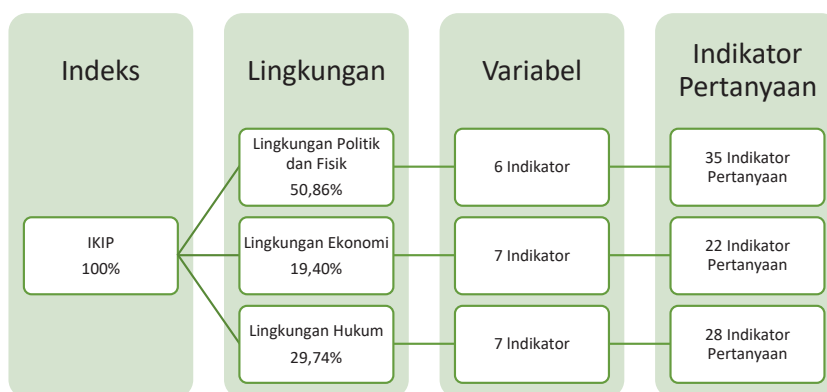 Indeks
Lingkungan
Variabel
Indikator
Pertanyaan
IKIP
100%
Lingkungan Politik
dan Fisik
50,86%
6 Indikator
35 Indikator
Pertanyaan
Lingkungan Ekonomi
19,40%
7 Indikator
22 Indikator
Pertanyaan
Lingkungan Hukum
29,74%
7 Indikator
28 Indikator
Pertanyaan